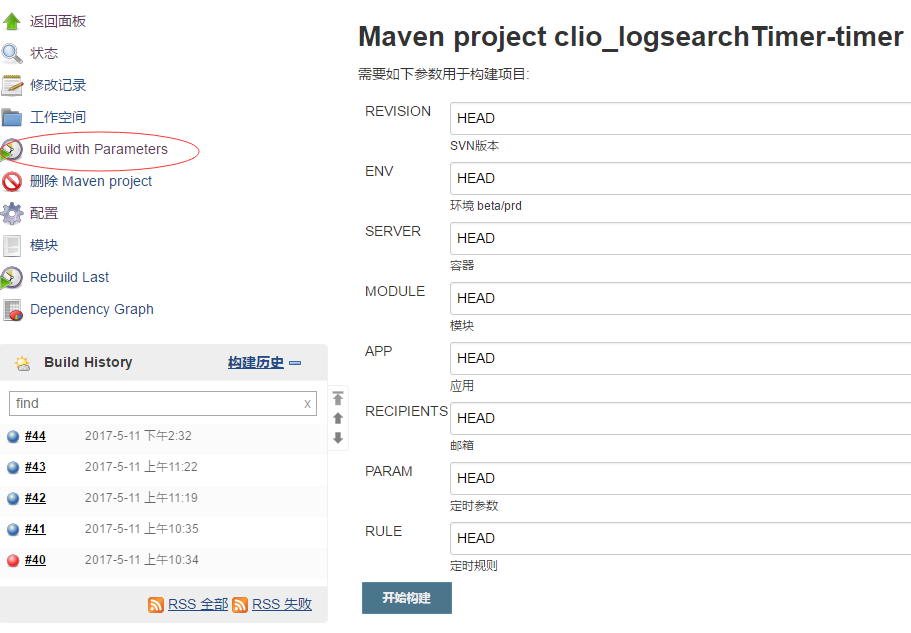 返回面板
状态
修改记录
工作空间
Build with Parameters
删除 Maven project
配置
模块
Rebuild Last
Dependency Graph
Build History 构建历史
find x
#44 2017-5-11 下午2:32
#43 2017-5-11 上午11:22
#42 2017-5-11 上午11:19
#41 2017-5-11 上午10:35
#40 2017-5-11 上午10:34
RSS 全部 RSS 失败
Maven project clio_logsearchTimer-timer
需要如下参数用于构建项目:
REVISION HEAD
SVN版本
ENV HEAD
环境 beta/prd
SERVER HEAD
容器
MODULE HEAD
模块
APP HEAD
应用
RECIPIENTS HEAD
邮箱
PARAM HEAD
定时参数
RULE HEAD
定时规则
开始构建